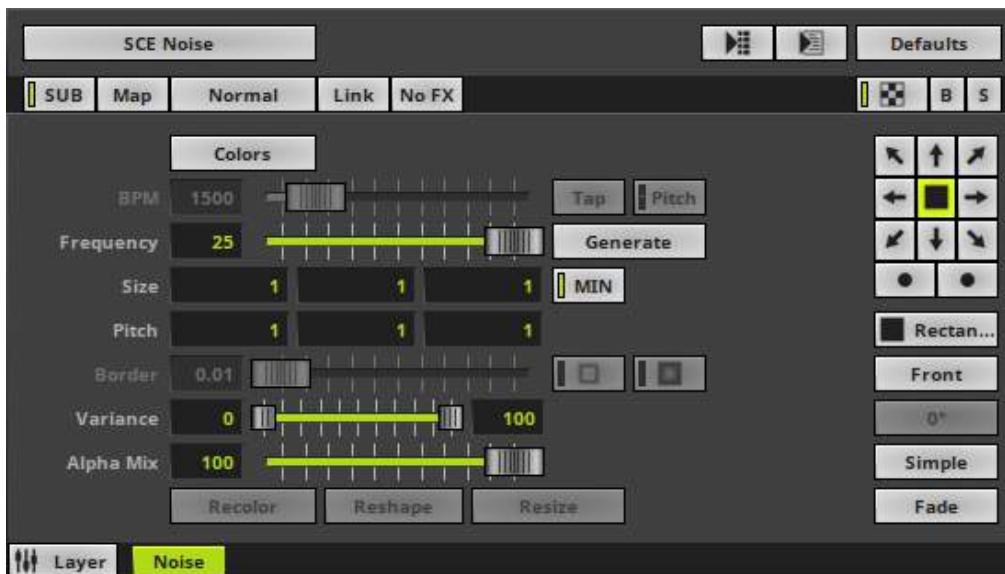 SCE Noise Defaults
SUB Map Normal Link No FX B S
Colors
BPM 1500 Tap Pitch
Frequency 25 Generate
Size 1 1 1 MIN
Pitch 1 1 1
Rectan...
Border 0.01 Front
Variance 0 100 0°
Alpha Mix 100 Simple
Recolor Reshape Resize Fade
Layer Noise